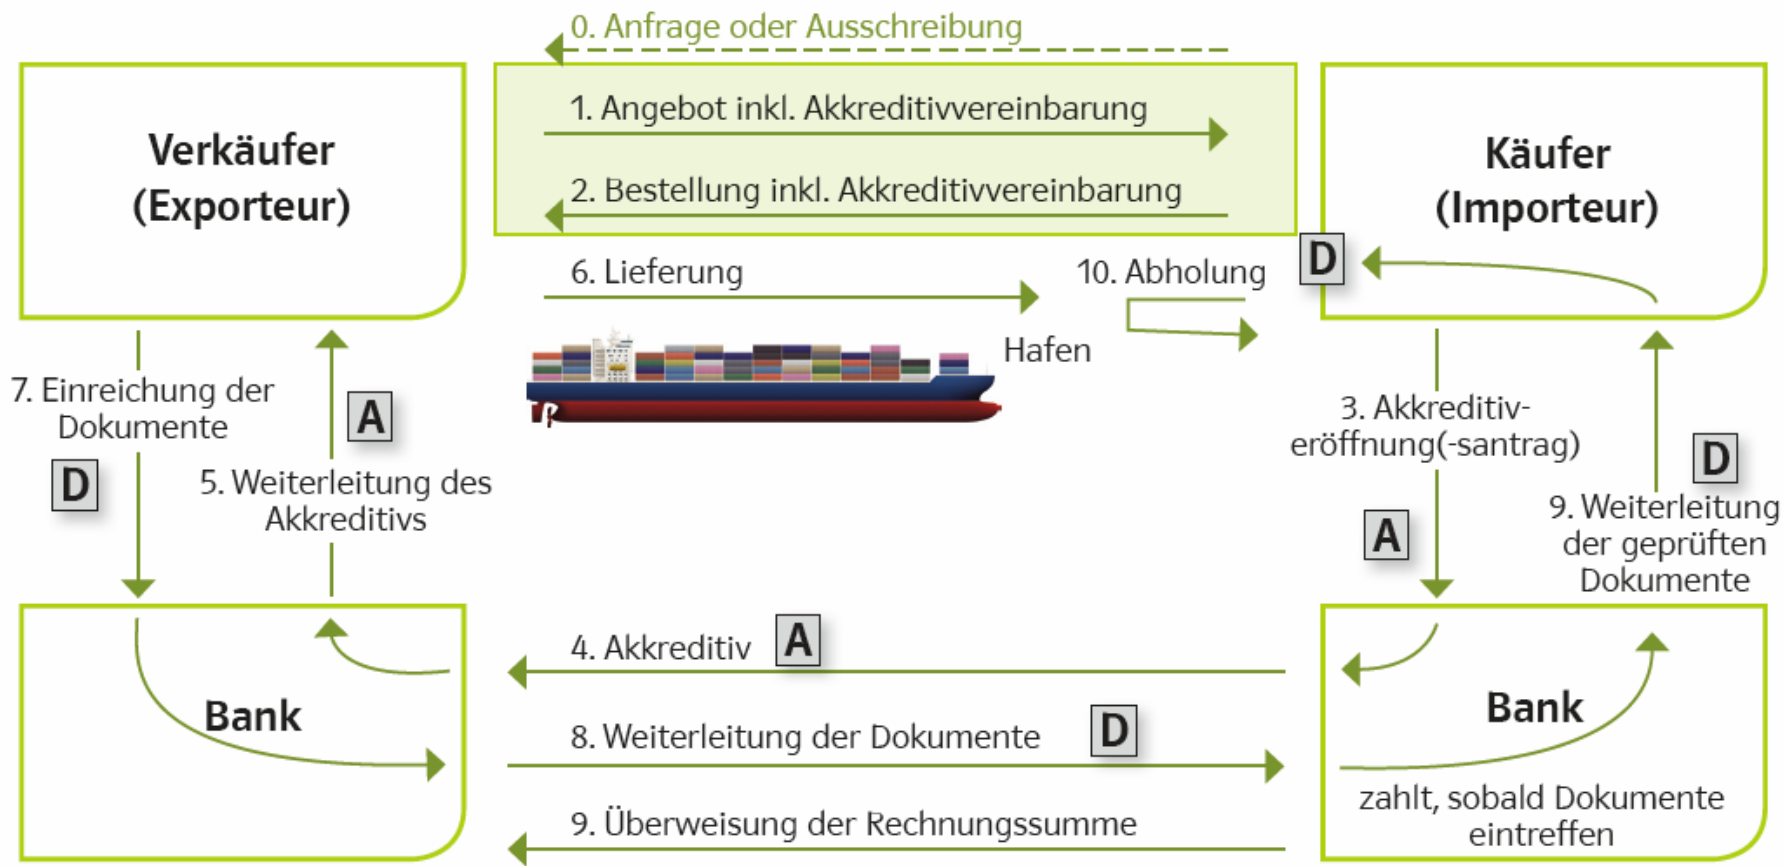 0. Anfrage oder Ausschreibung
Verkäufer
(Exporteur)
1. Angebot inkl. Akkreditivvereinbarung
2. Bestellung inkl. Akkreditivvereinbarung
Käufer
(Importeur)
6. Lieferung
10. Abholung
D
Hafen
7. Einreichung der
Dokumente
D
A
5. Weiterleitung des
Akkreditivs
3. Akkreditiv-
eröffnung(-santrag)
A
D
9. Weiterleitung
der geprüften
Dokumente
Bank
4. Akkreditiv
A
8. Weiterleitung der Dokumente
D
9. Überweisung der Rechnungssumme
Bank
zahlt, sobald Dokumente
eintreffen